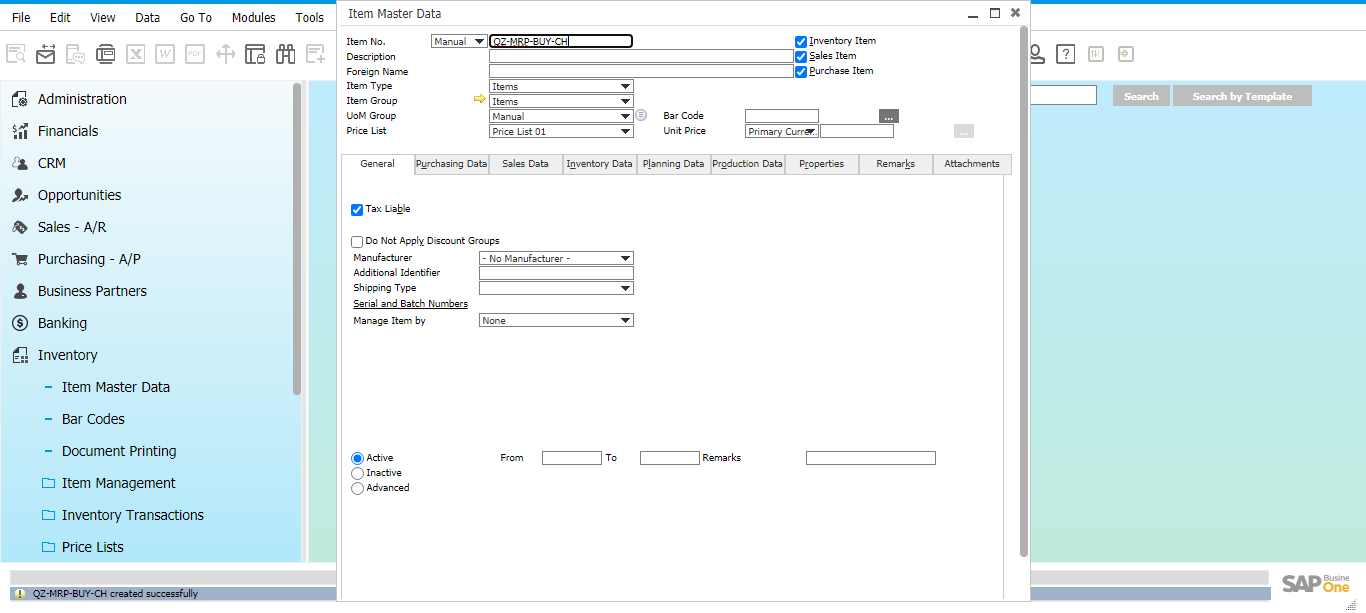 File Edit View Data Go To Modules Tools
Item Master Data
Item No. Manual QZ-MRP-BUY-CH Inventory Item
Description Sales Item
Foreign Name Purchase Item
Item Type Items
Item Group Items
UoM Group Manual Bar Code ...
Price List Price List 01 Unit Price Primary Curre... ...
Search Search by Template
General Purchasing Data Sales Data Inventory Data Planning Data Production Data Properties Remarks Attachments
Tax Liable
Do Not Apply Discount Groups
Manufacturer - No Manufacturer -
Additional Identifier
Shipping Type
Serial and Batch Numbers
Manage Item by None
Active From To Remarks
Inactive
Advanced
Administration
Financials
CRM
Opportunities
Sales - A/R
Purchasing - A/P
Business Partners
Banking
Inventory
Item Master Data
Bar Codes
Document Printing
Item Management
Inventory Transactions
Price Lists
QZ-MRP-BUY-CH created successfully
SAP Busine
One